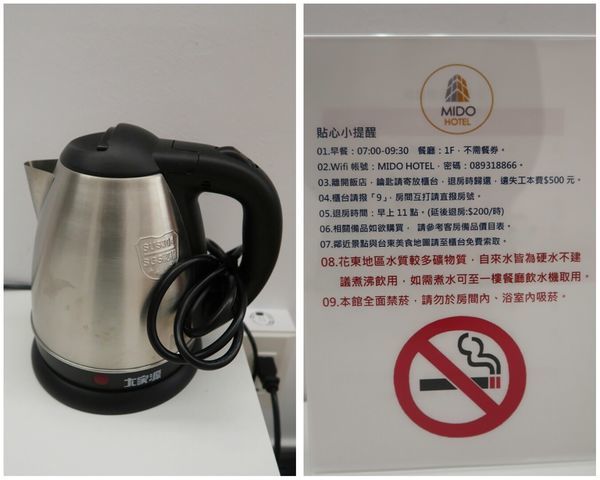 SUS304
大家源
MIDO
HOTEL
貼心小提醒
01.早餐：07:00-09:30　餐廳：1F，不需餐券。
02.Wifi 帳號：MIDO HOTEL，密碼：089318866。
03.離開飯店，鑰匙請寄放櫃台，退房時歸還，遺失工本費$500 元。
04.櫃台請撥「9」，房間互打請直撥房號。
05.退房時間：早上 11 點。(延後退房:$200/時)
06.相關備品如欲購買，請參考客房備品價目表。
07.鄰近景點與台東美食地圖請至櫃台免費索取。
08.花東地區水質較多礦物質，自來水皆為硬水不建
議煮沸飲用，如需煮水可至一樓餐廳飲水機取用。
09.本館全面禁菸，請勿於房間內、浴室內吸菸。